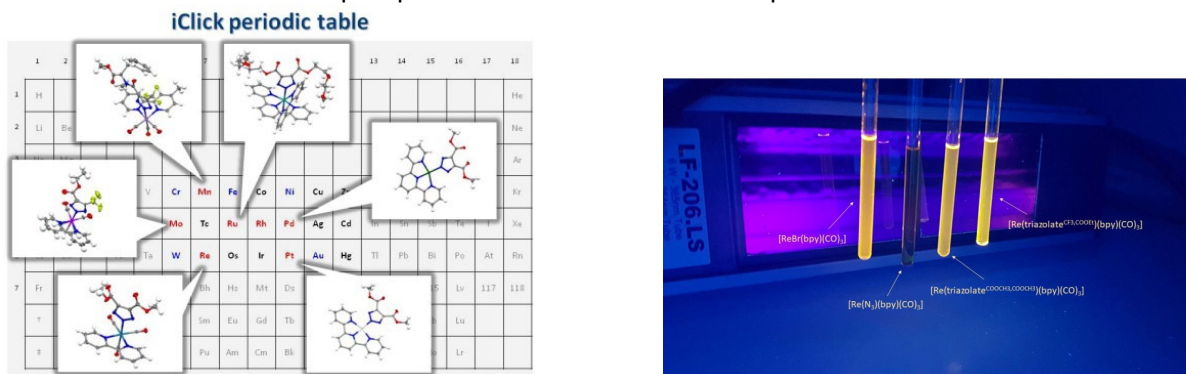 iClick periodic table
1 2 7 13 14 15 16 17 18
1 H He
2 Li Be Ne
Ar
V Cr Mn Fe Co Ni Cu Kr
Mo Tc Ru Rh Pd Ag Cd In Sn Sb Te Xe
Ta W Re Os Ir Pt Au Hg Tl Pb Bi Po At Rn
7 Fr Bh Hs Mt Ds Lv 117 118
Sm Eu Gd Tb Lu
Pu Am Cm Bk Lr
LF-206.LS
[ReBr(bpy)(CO)3]
[Re(N3)(bpy)(CO)3]
[Re(triazolateCOOCH3,COOCH3)(bpy)(CO)3]
[Re(triazolateCF3,COOEt)(bpy)(CO)3]